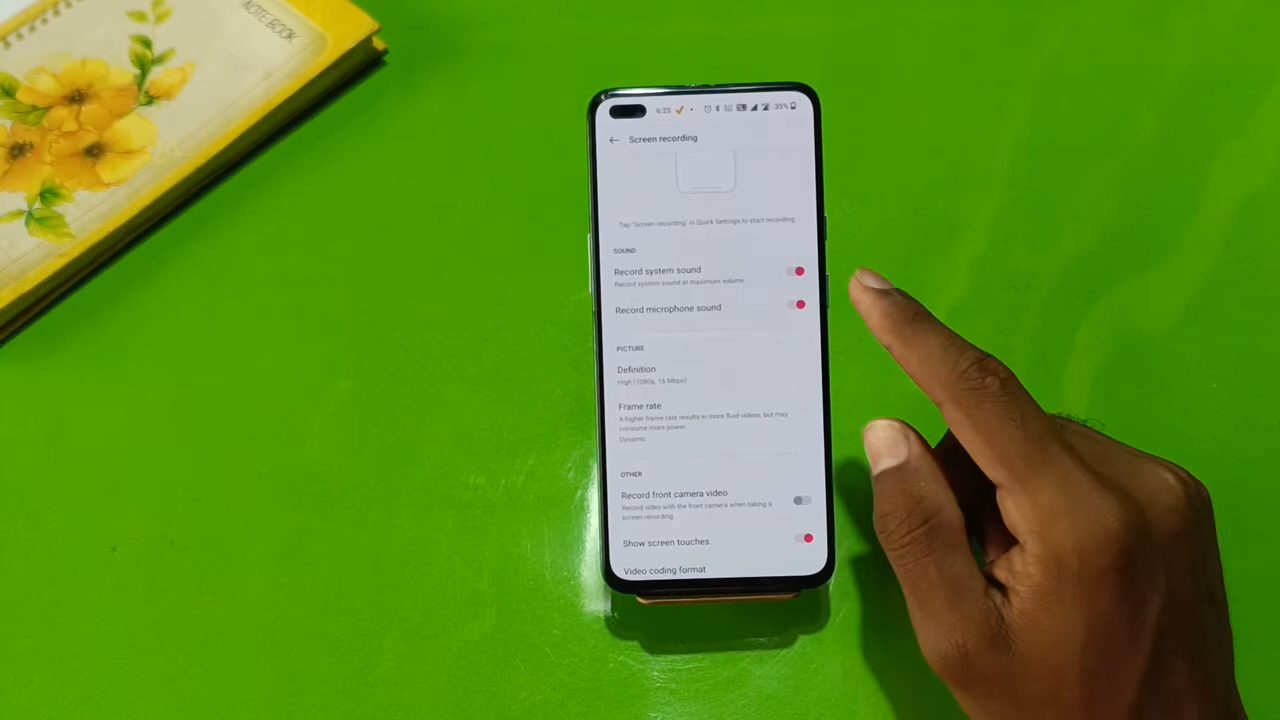 NOTE BOOK
6:25
35%
Screen recording
Tap "Screen recording" in Quick Settings to start recording
SOUND
Record system sound
Record system sound at maximum volume
Record microphone sound
PICTURE
Definition
High (1080p, 16 Mbps)
Frame rate
A higher frame rate results in more fluid videos, but may
consume more power
Dynamic
OTHER
Record front camera video
Record video with the front camera when taking a
screen recording
Show screen touches
Video coding format